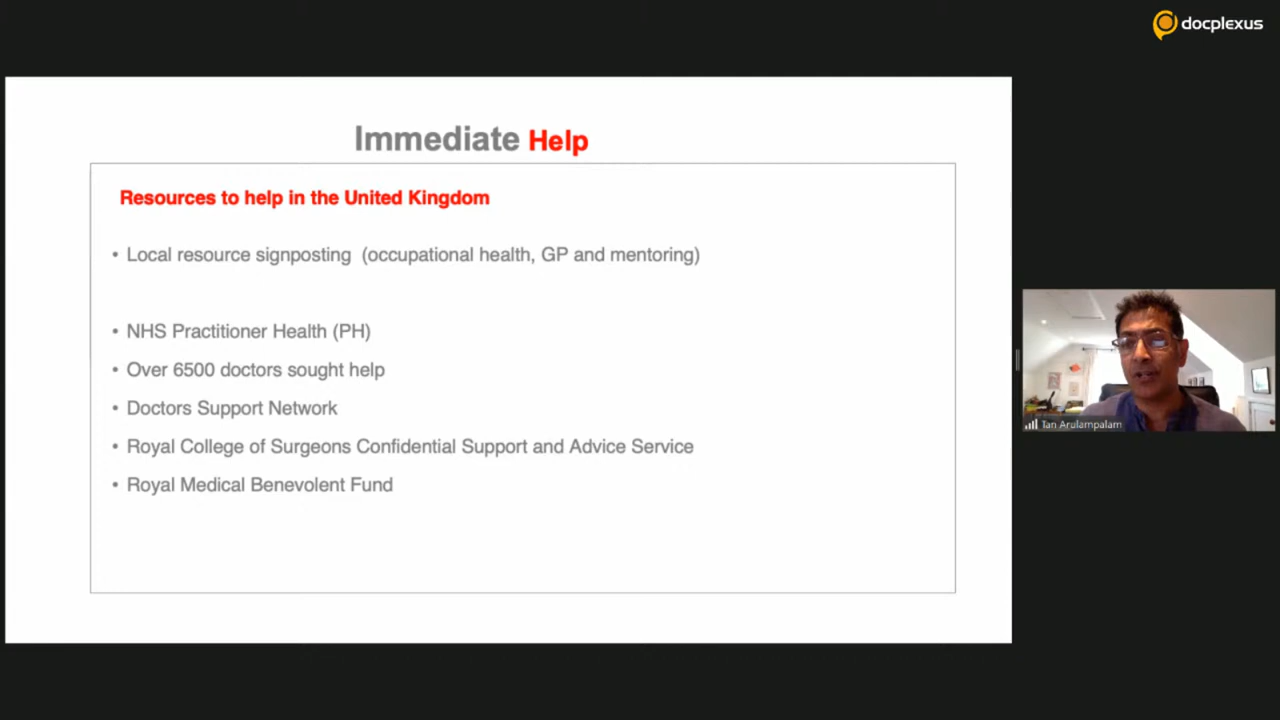 docplexus
Immediate Help
Resources to help in the United Kingdom
• Local resource signposting (occupational health, GP and mentoring)
• NHS Practitioner Health (PH)
• Over 6500 doctors sought help
• Doctors Support Network
• Royal College of Surgeons Confidential Support and Advice Service
• Royal Medical Benevolent Fund
Tan Arulampalam